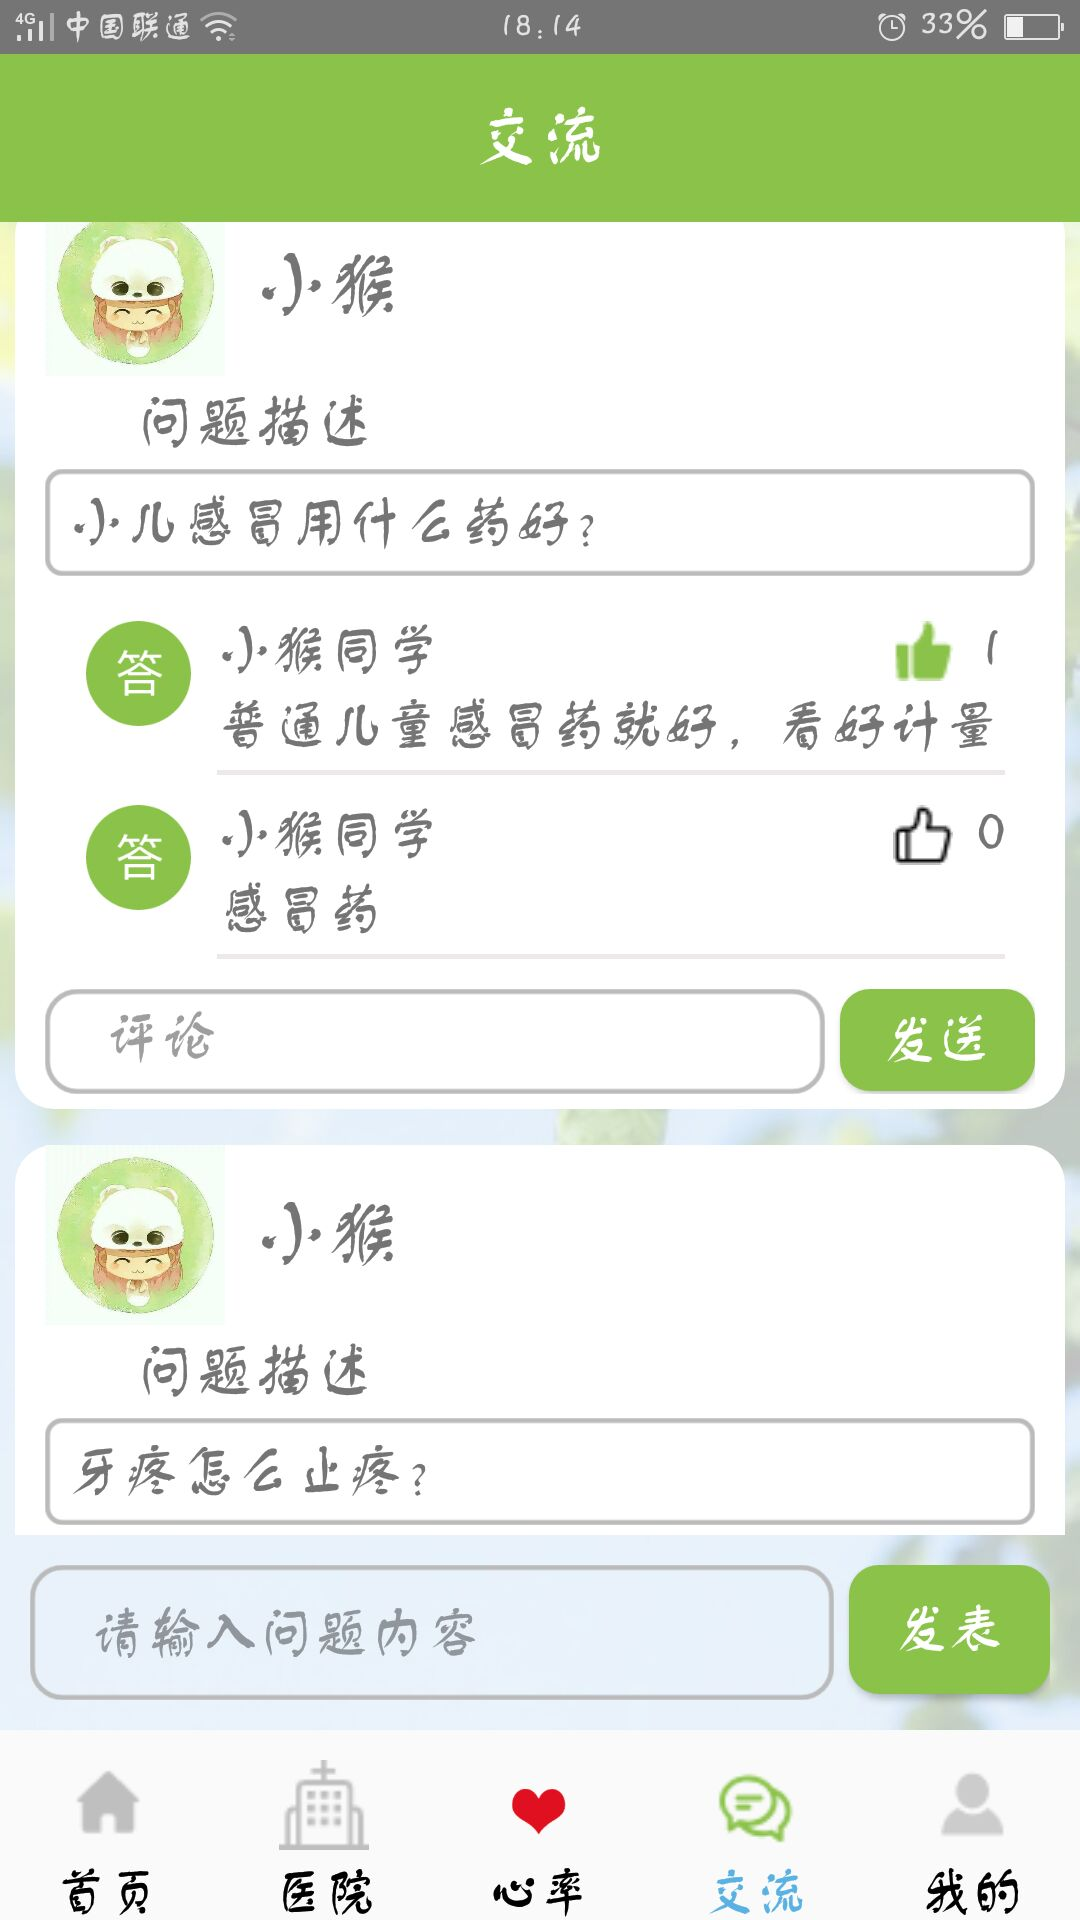 4G 中国联通 18:14 33%
交流
小猴
问题描述
小儿感冒用什么药好?
答 小猴同学 1
普通儿童感冒药就好，看好计量
答 小猴同学 0
感冒药
评论 发送
小猴
问题描述
牙疼怎么止疼?
请输入问题内容 发表
首页 医院 心率 交流 我的